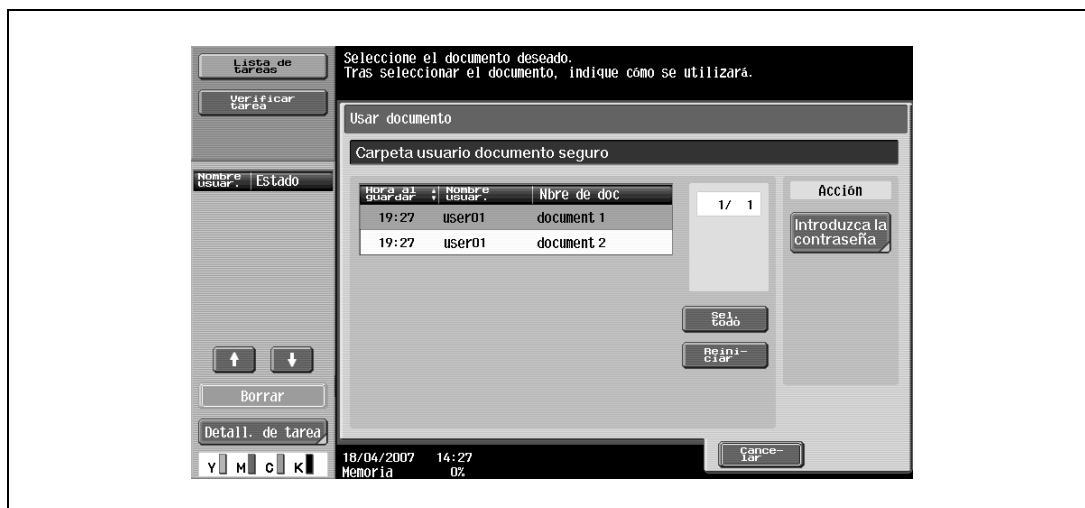 Lista de
tareas
Seleccione el documento deseado.
Tras seleccionar el documento, indique cómo se utilizará.
Verificar
tarea
Usar documento
Carpeta usuario documento seguro
Nombre
usuar.
Estado
Hora al
guardar
Nombre
usuar.
Nbre de doc
1/ 1
Acción
19:27 user01 document 1
19:27 user01 document 2
Introduzca la
contraseña
Sel.
todo
Reini-
ciar
Borrar
Detall. de tarea
Cance-
lar
Y M C K
18/04/2007 14:27
Memoria 0%